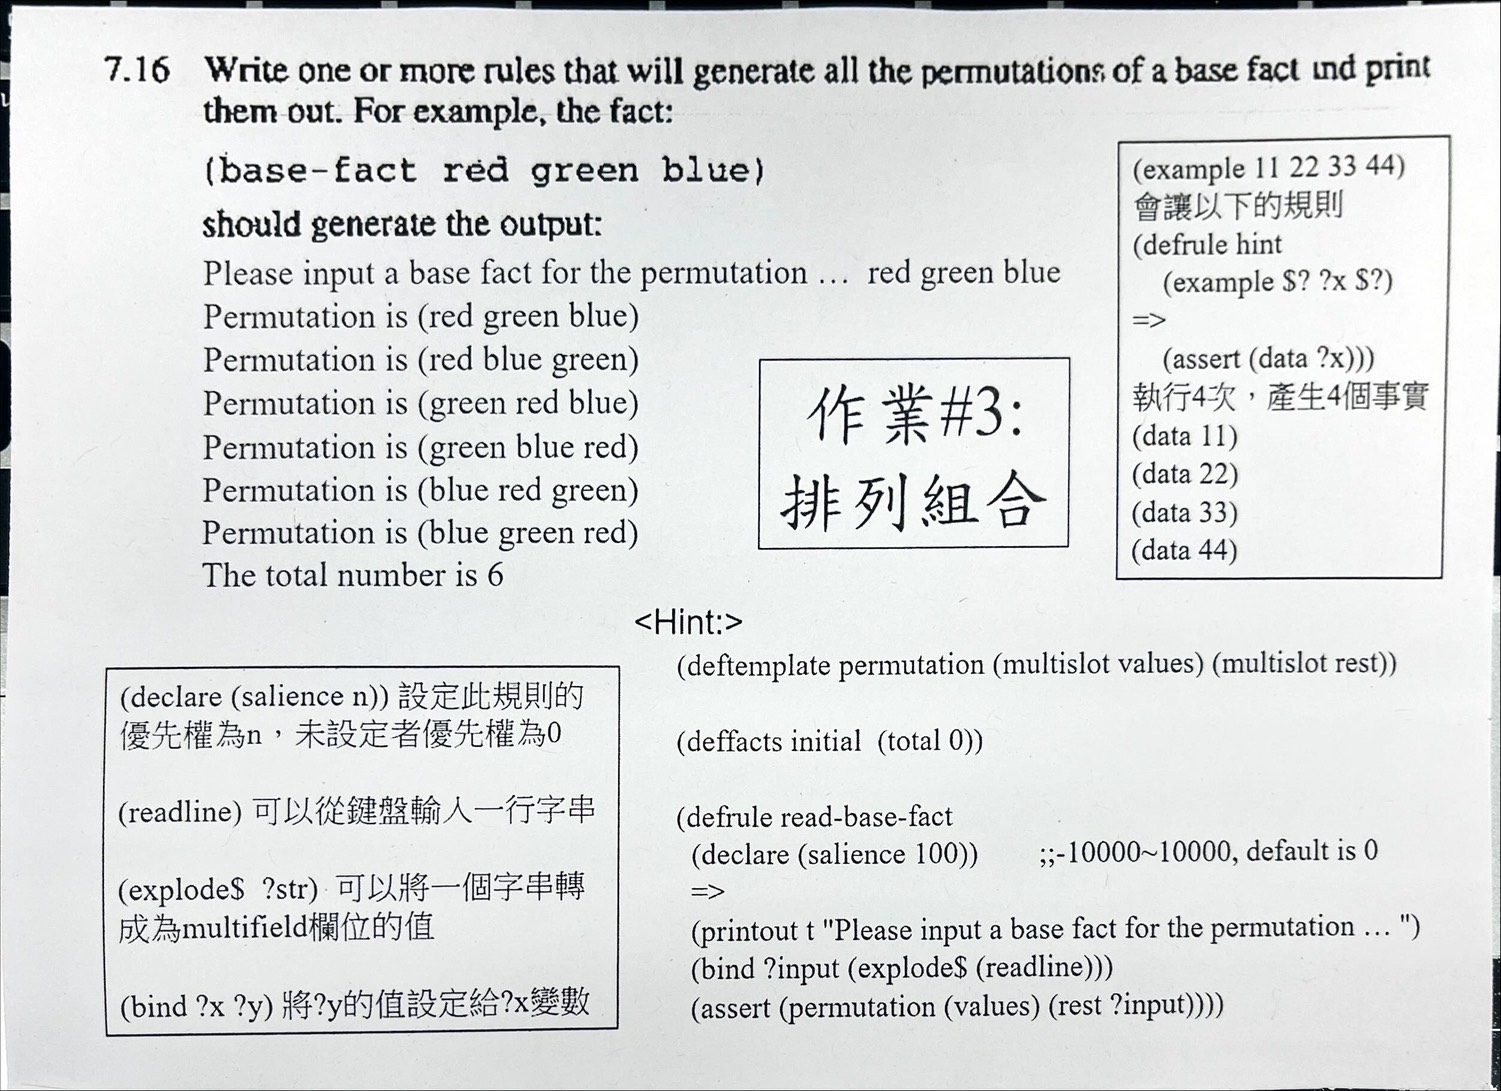 7.16 Write one or more rules that will generate all the permutations of a base fact and print
them out. For example, the fact:
(base-fact red green blue)
should generate the output:
Please input a base fact for the permutation … red green blue
Permutation is (red green blue)
Permutation is (red blue green)
Permutation is (green red blue)
Permutation is (green blue red)
Permutation is (blue red green)
Permutation is (blue green red)
The total number is 6
(example 11 22 33 44)
會讓以下的規則
(defrule hint
(example $? ?x $?)
=>
(assert (data ?x)))
執行4次，產生4個事實
(data 11)
(data 22)
(data 33)
(data 44)
作業#3:
排列組合
<Hint:>
(declare (salience n)) 設定此規則的
優先權為n，未設定者優先權為0
(readline) 可以從鍵盤輸入一行字串
(explode$ ?str) 可以將一個字串轉
成為multifield欄位的值
(bind ?x ?y) 將?y的值設定給?x變數
(deftemplate permutation (multislot values) (multislot rest))
(deffacts initial (total 0))
(defrule read-base-fact
(declare (salience 100)) ;;-10000~10000, default is 0
=>
(printout t "Please input a base fact for the permutation … ")
(bind ?input (explode$ (readline)))
(assert (permutation (values) (rest ?input))))